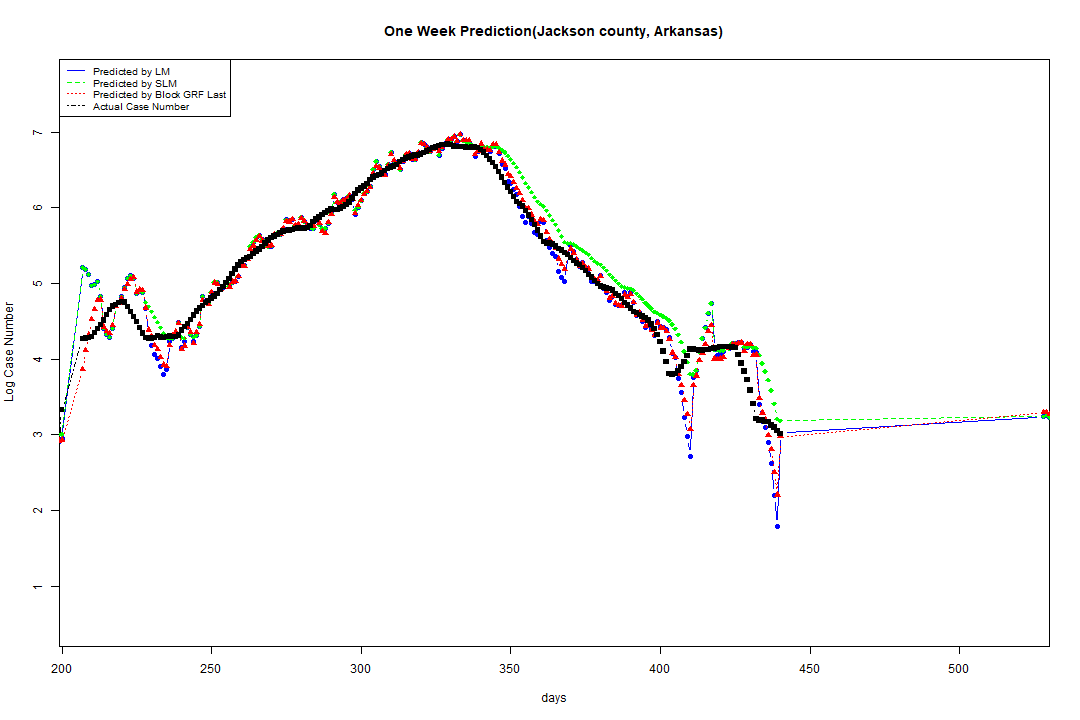 One Week Prediction(Jackson county, Arkansas)
Predicted by LM
Predicted by SLM
Predicted by Block GRF Last
Actual Case Number
7
6
5
4
3
2
1
Log Case Number
200 250 300 350 400 450 500
days